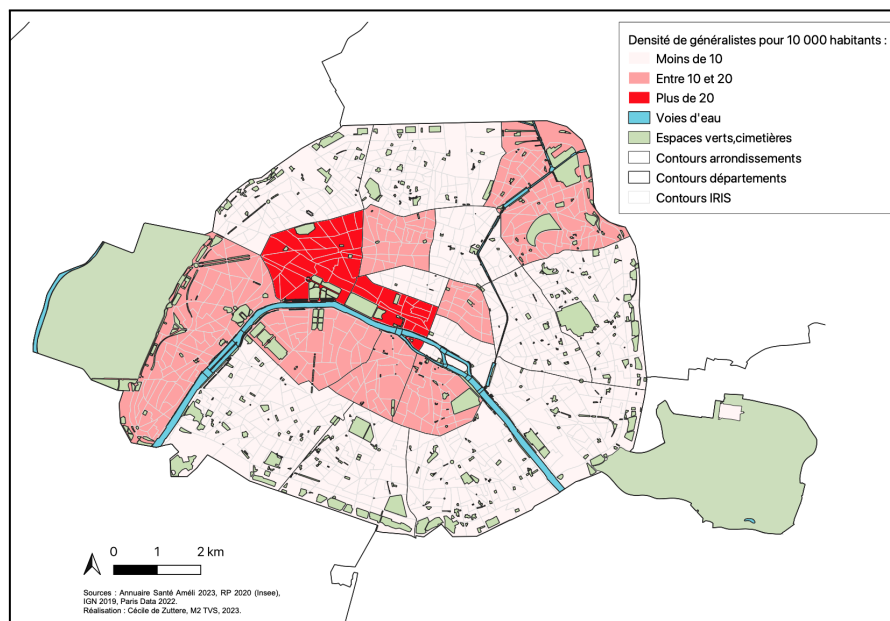 Densité de généralistes pour 10 000 habitants :
Moins de 10
Entre 10 et 20
Plus de 20
Voies d'eau
Espaces verts,cimetières
Contours arrondissements
Contours départements
Contours IRIS
0 1 2 km
Sources : Annuaire Santé Améli 2023, RP 2020 (Insee),
IGN 2019, Paris Data 2022.
Réalisation : Cécile de Zuttere, M2 TVS, 2023.